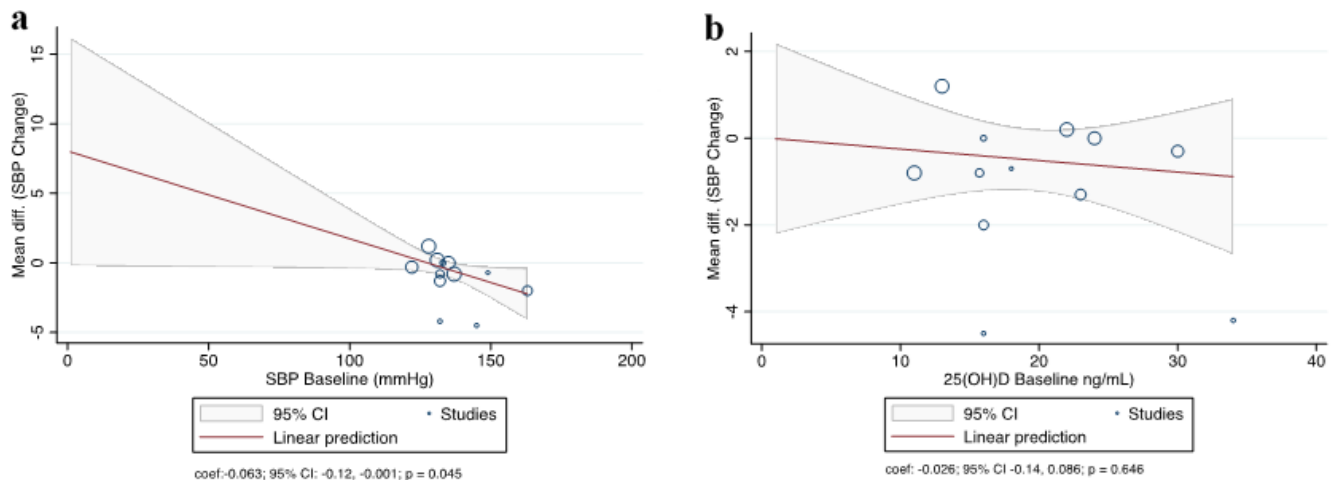 a
15
10
5
0
-5
Mean diff. (SBP Change)
0
50
100
150
200
SBP Baseline (mmHg)
95% CI
Studies
Linear prediction
coef:-0.063; 95% CI: -0.12, -0.001; p = 0.045
b
2
0
-2
-4
Mean diff. (SBP Change)
0
10
20
30
40
25(OH)D Baseline ng/mL)
95% CI
Studies
Linear prediction
coef: -0.026; 95% CI -0.14, 0.086; p = 0.646